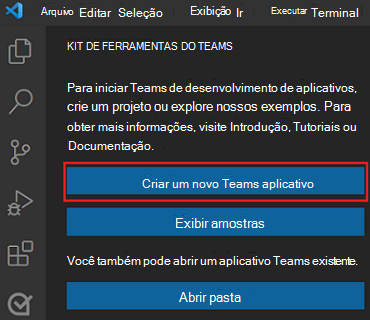 Arquivo Editar Seleção Exibição Ir Executar Terminal
KIT DE FERRAMENTAS DO TEAMS
Para iniciar Teams de desenvolvimento de aplicativos,
crie um projeto ou explore nossos exemplos. Para
obter mais informações, visite Introdução, Tutoriais ou
Documentação.
Criar um novo Teams aplicativo
Exibir amostras
Você também pode abrir um aplicativo Teams existente.
Abrir pasta